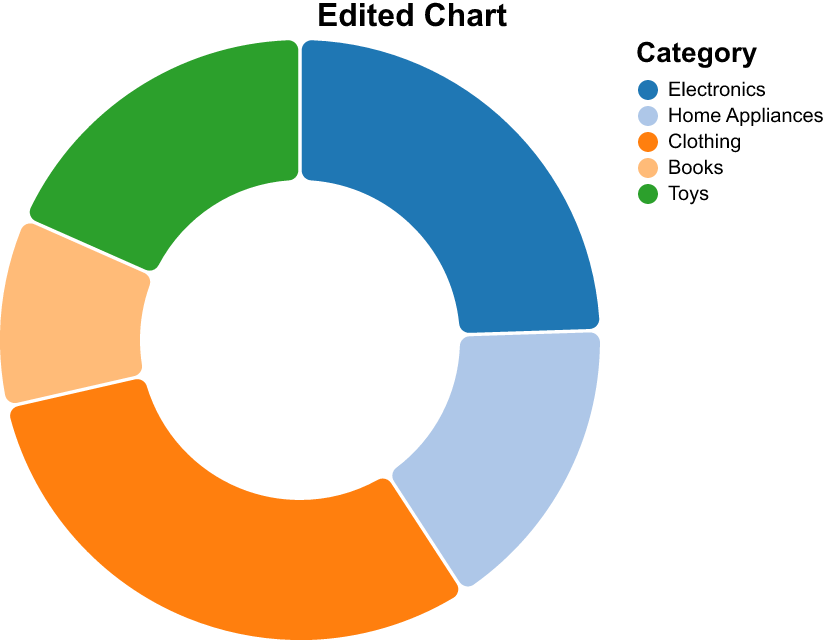 Edited Chart
Category
Electronics
Home Appliances
Clothing
Books
Toys